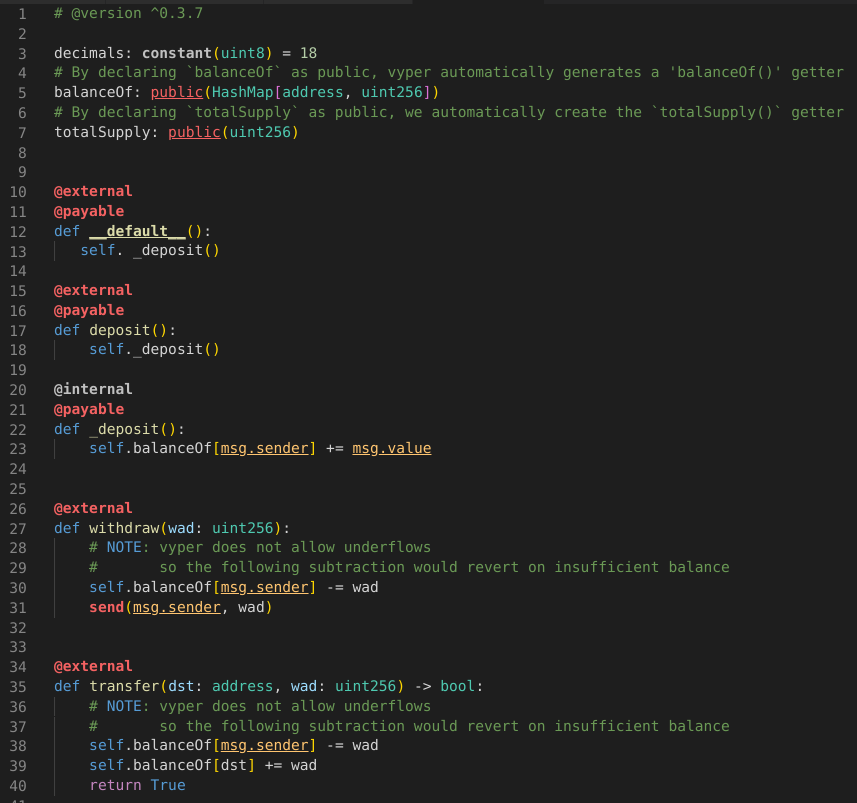 1 # @version ^0.3.7
2
3 decimals: constant(uint8) = 18
4 # By declaring `balanceOf` as public, vyper automatically generates a 'balanceOf()' getter
5 balanceOf: public(HashMap[address, uint256])
6 # By declaring `totalSupply` as public, we automatically create the `totalSupply()` getter
7 totalSupply: public(uint256)
8
9
10 @external
11 @payable
12 def __default__():
13    self. _deposit()
14
15 @external
16 @payable
17 def deposit():
18     self._deposit()
19
20 @internal
21 @payable
22 def _deposit():
23     self.balanceOf[msg.sender] += msg.value
24
25
26 @external
27 def withdraw(wad: uint256):
28     # NOTE: vyper does not allow underflows
29     #       so the following subtraction would revert on insufficient balance
30     self.balanceOf[msg.sender] -= wad
31     send(msg.sender, wad)
32
33
34 @external
35 def transfer(dst: address, wad: uint256) -> bool:
36     # NOTE: vyper does not allow underflows
37     #       so the following subtraction would revert on insufficient balance
38     self.balanceOf[msg.sender] -= wad
39     self.balanceOf[dst] += wad
40     return True